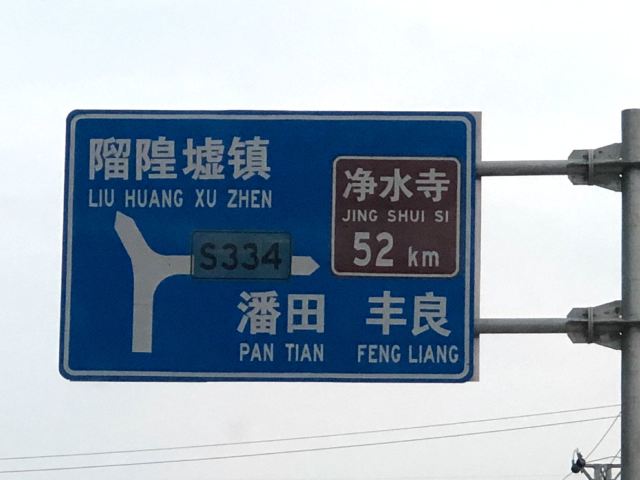 隬隍墟镇
LIU HUANG XU ZHEN
净水寺
JING SHUI SI
52 km
S334
潘田 丰良
PAN TIAN FENG LIANG